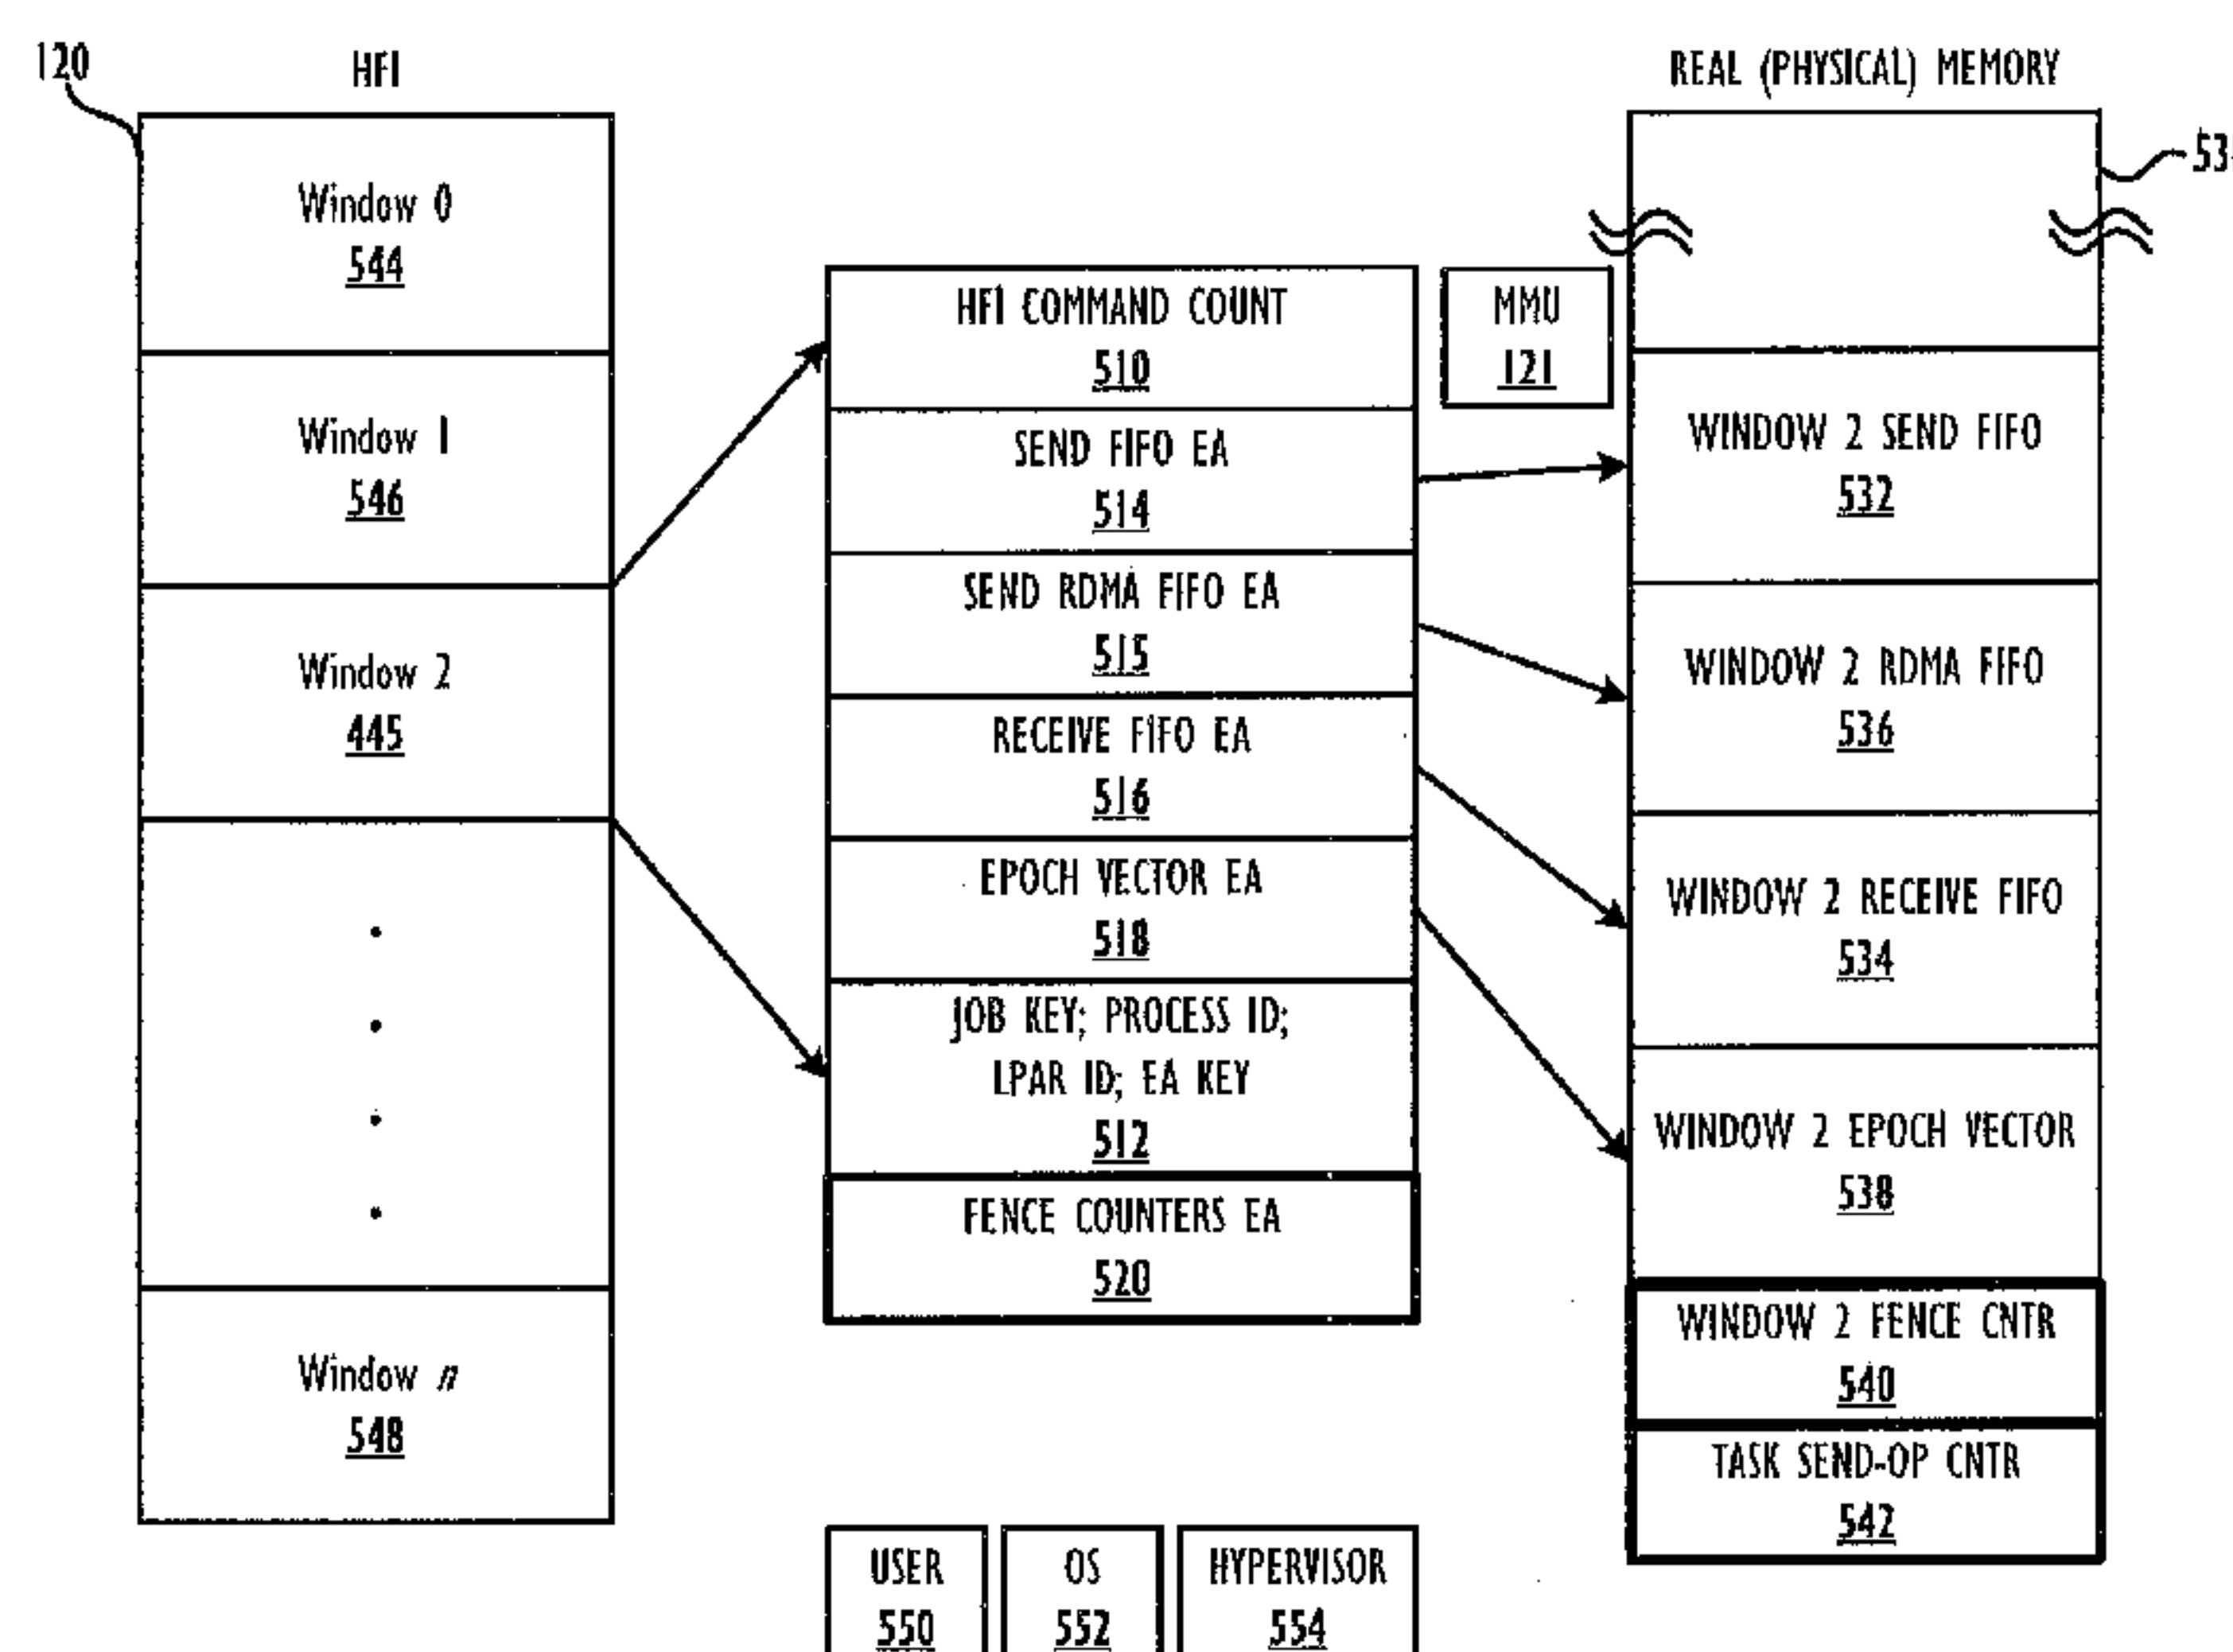 120
HFI
Window 0
544
Window 1
546
Window 2
445
Window n
548
HFI COMMAND COUNT
510
SEND FIFO EA
514
SEND RDMA FIFO EA
515
RECEIVE FIFO EA
516
EPOCH VECTOR EA
518
JOB KEY; PROCESS ID;
LPAR ID; EA KEY
512
FENCE COUNTERS EA
520
USER
550
OS
552
HYPERVISOR
554
MMU
121
REAL (PHYSICAL) MEMORY
WINDOW 2 SEND FIFO
532
WINDOW 2 RDMA FIFO
536
WINDOW 2 RECEIVE FIFO
534
WINDOW 2 EPOCH VECTOR
538
WINDOW 2 FENCE CNTR
540
TASK SEND-OP CNTR
542